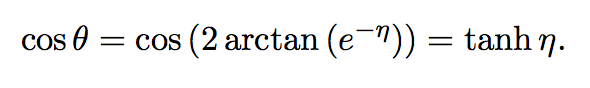 cos θ = cos (2 arctan (e^{−η})) = tanh η.